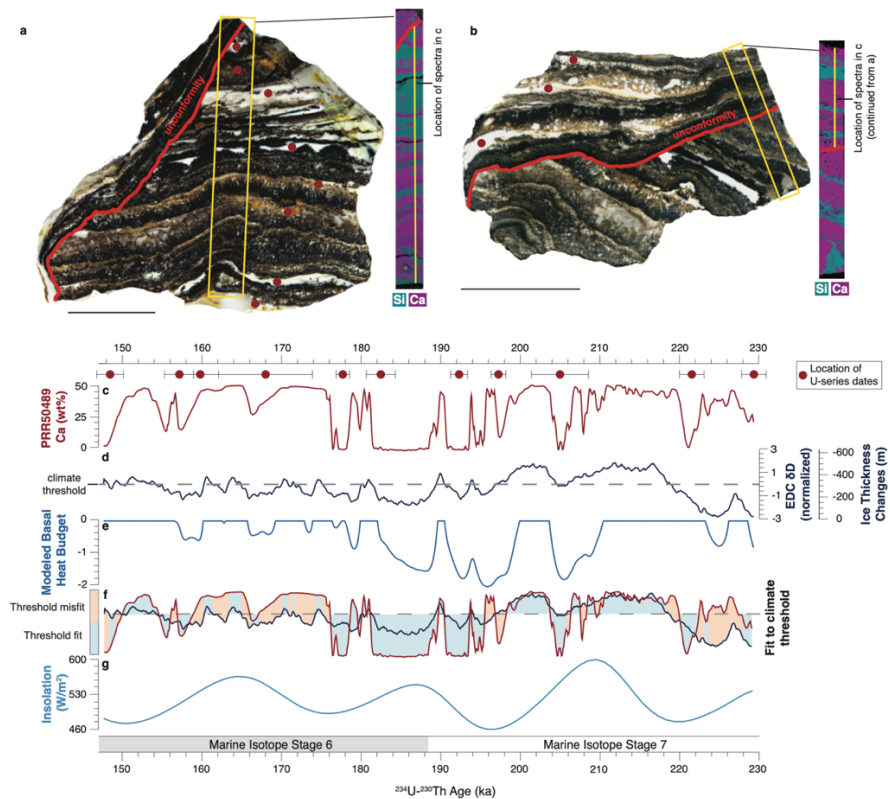 a
unconformity
Location of spectra in c
Si Ca
b
unconformity
Location of spectra in c
(continued from a)
Si Ca
150 160 170 180 190 200 210 220 230
Location of
U-series dates
c
PRR50489
Ca (wt%)
50
25
0
d
climate
threshold
3
1
-1
-3
EDC δD
(normalized)
-600
-400
-200
0
Ice Thickness
Changes (m)
e
Modeled Basal
Heat Budget
0
-1
-2
f
Threshold misfit
Threshold fit
Fit to climate
threshold
g
Insolation
(W/m²)
600
530
460
Marine Isotope Stage 6 Marine Isotope Stage 7
150 160 170 180 190 200 210 220 230
²³⁴U-²³⁰Th Age (ka)